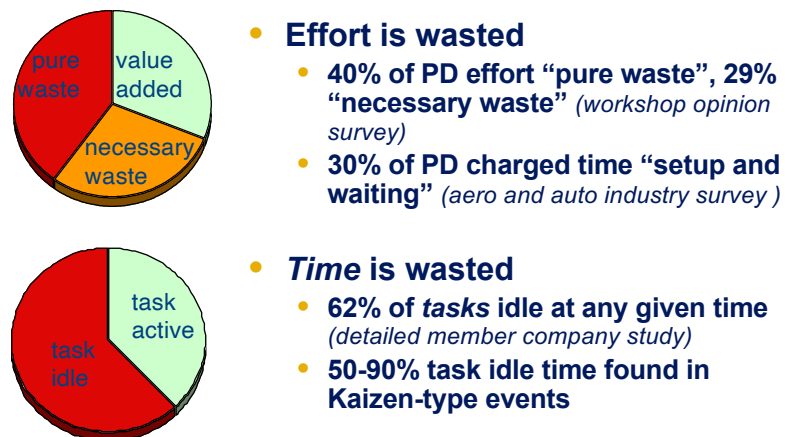 pure
waste
value
added
necessary
waste
• Effort is wasted
• 40% of PD effort “pure waste”, 29%
“necessary waste” (workshop opinion
survey)
• 30% of PD charged time “setup and
waiting” (aero and auto industry survey )
task
active
task
idle
• Time is wasted
• 62% of tasks idle at any given time
(detailed member company study)
• 50-90% task idle time found in
Kaizen-type events